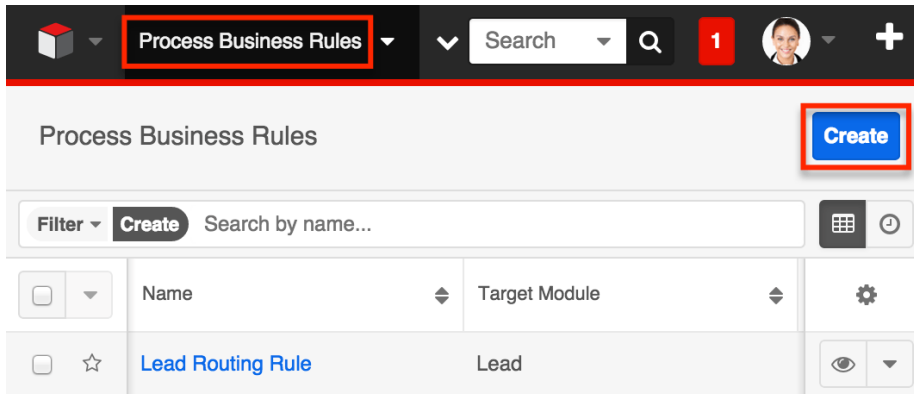 Process Business Rules Search 1
Process Business Rules Create
Filter Create Search by name...
Name Target Module
Lead Routing Rule Lead